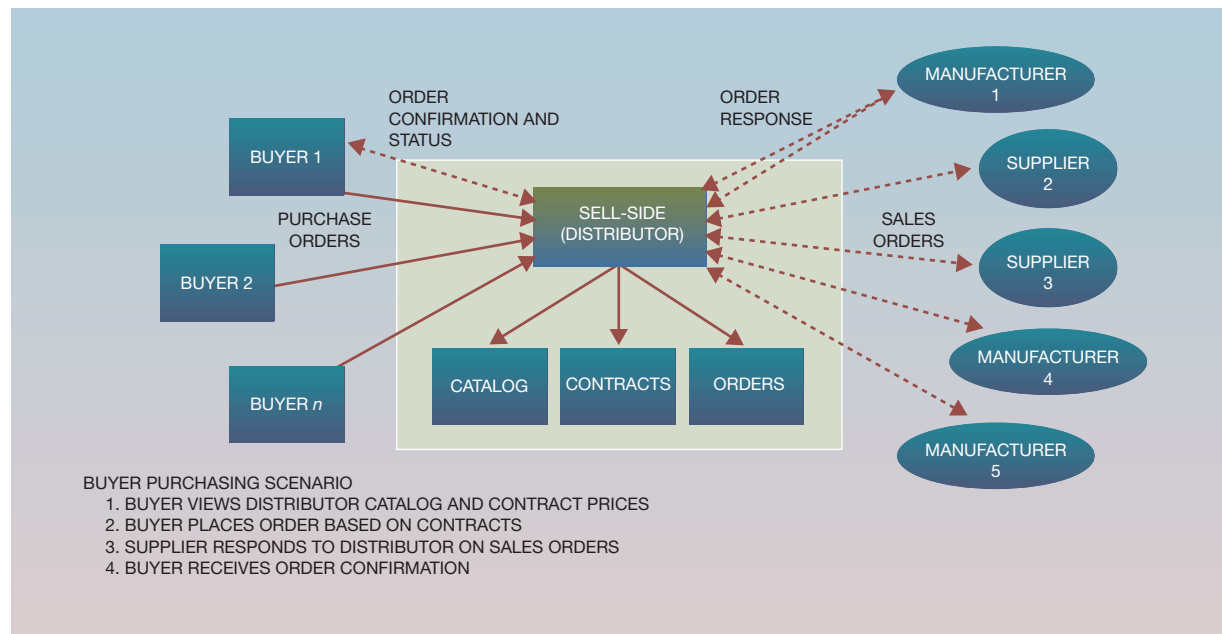 MANUFACTURER
1
ORDER
CONFIRMATION AND
STATUS
ORDER
RESPONSE
BUYER 1
SUPPLIER
2
SELL-SIDE
(DISTRIBUTOR)
PURCHASE
ORDERS
SALES
ORDERS
BUYER 2
SUPPLIER
3
MANUFACTURER
4
CATALOG
CONTRACTS
ORDERS
BUYER n
MANUFACTURER
5
BUYER PURCHASING SCENARIO
1. BUYER VIEWS DISTRIBUTOR CATALOG AND CONTRACT PRICES
2. BUYER PLACES ORDER BASED ON CONTRACTS
3. SUPPLIER RESPONDS TO DISTRIBUTOR ON SALES ORDERS
4. BUYER RECEIVES ORDER CONFIRMATION